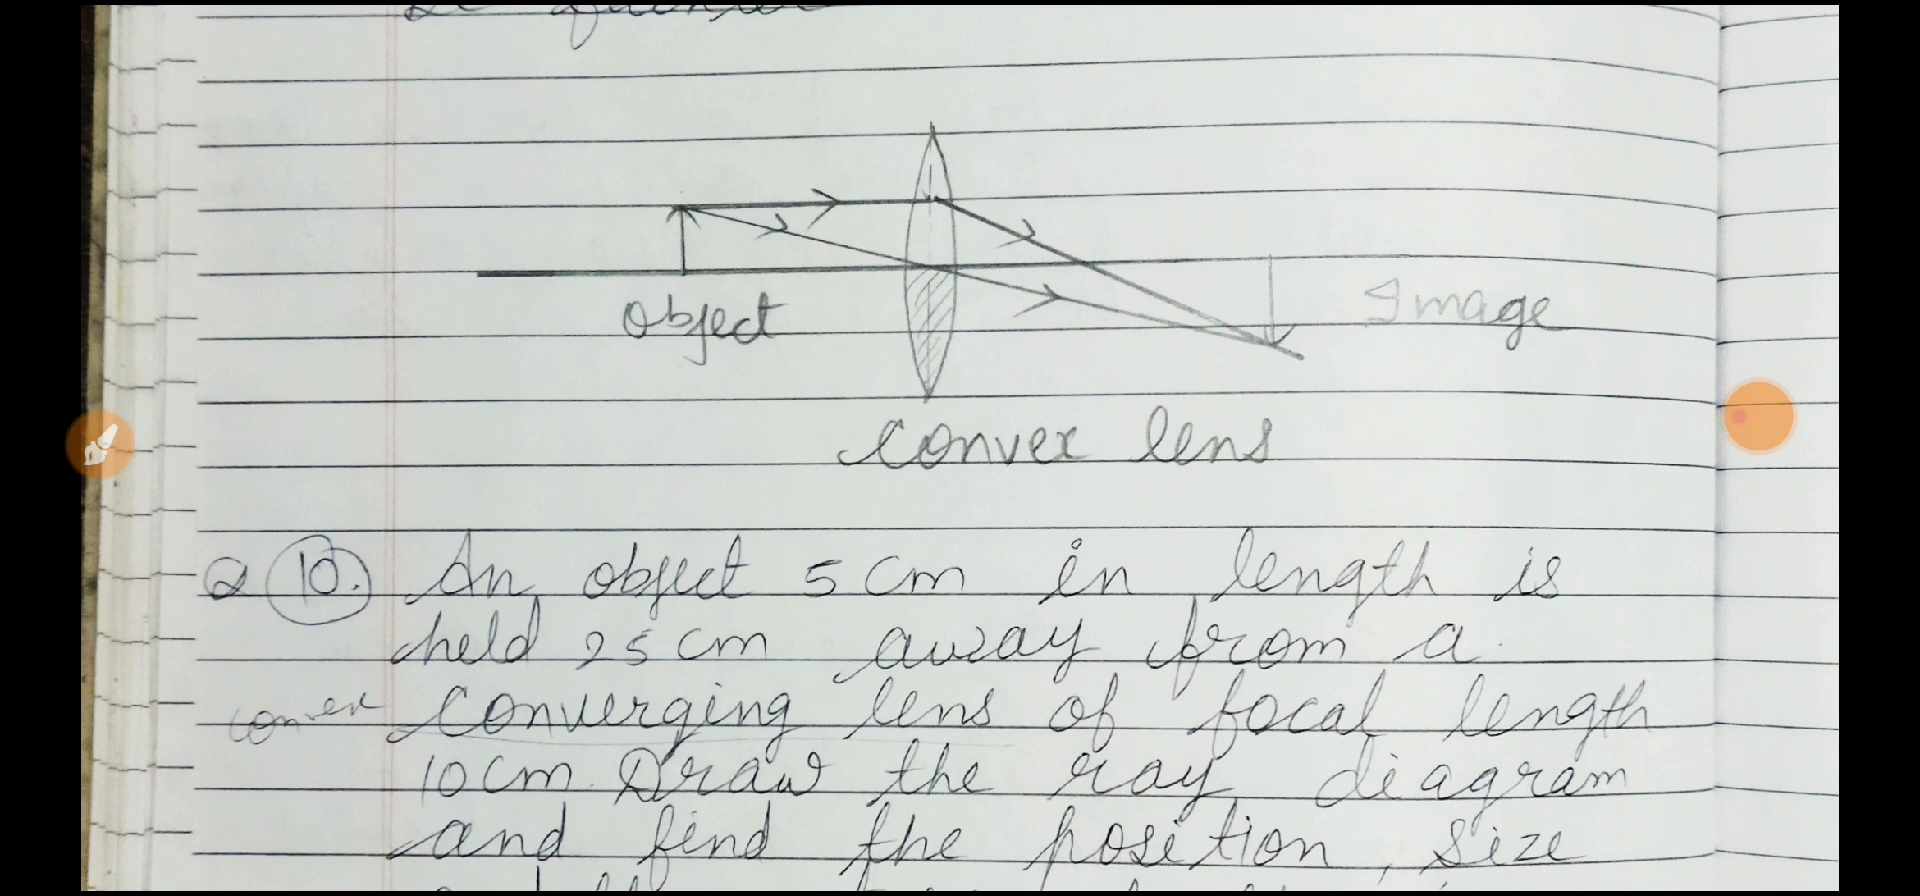 Object
Image
Convex lens
Q 10. An object 5 cm in length is
held 25 cm away from a
convex converging lens of focal length
10 cm. Draw the ray diagram
and find the position, size